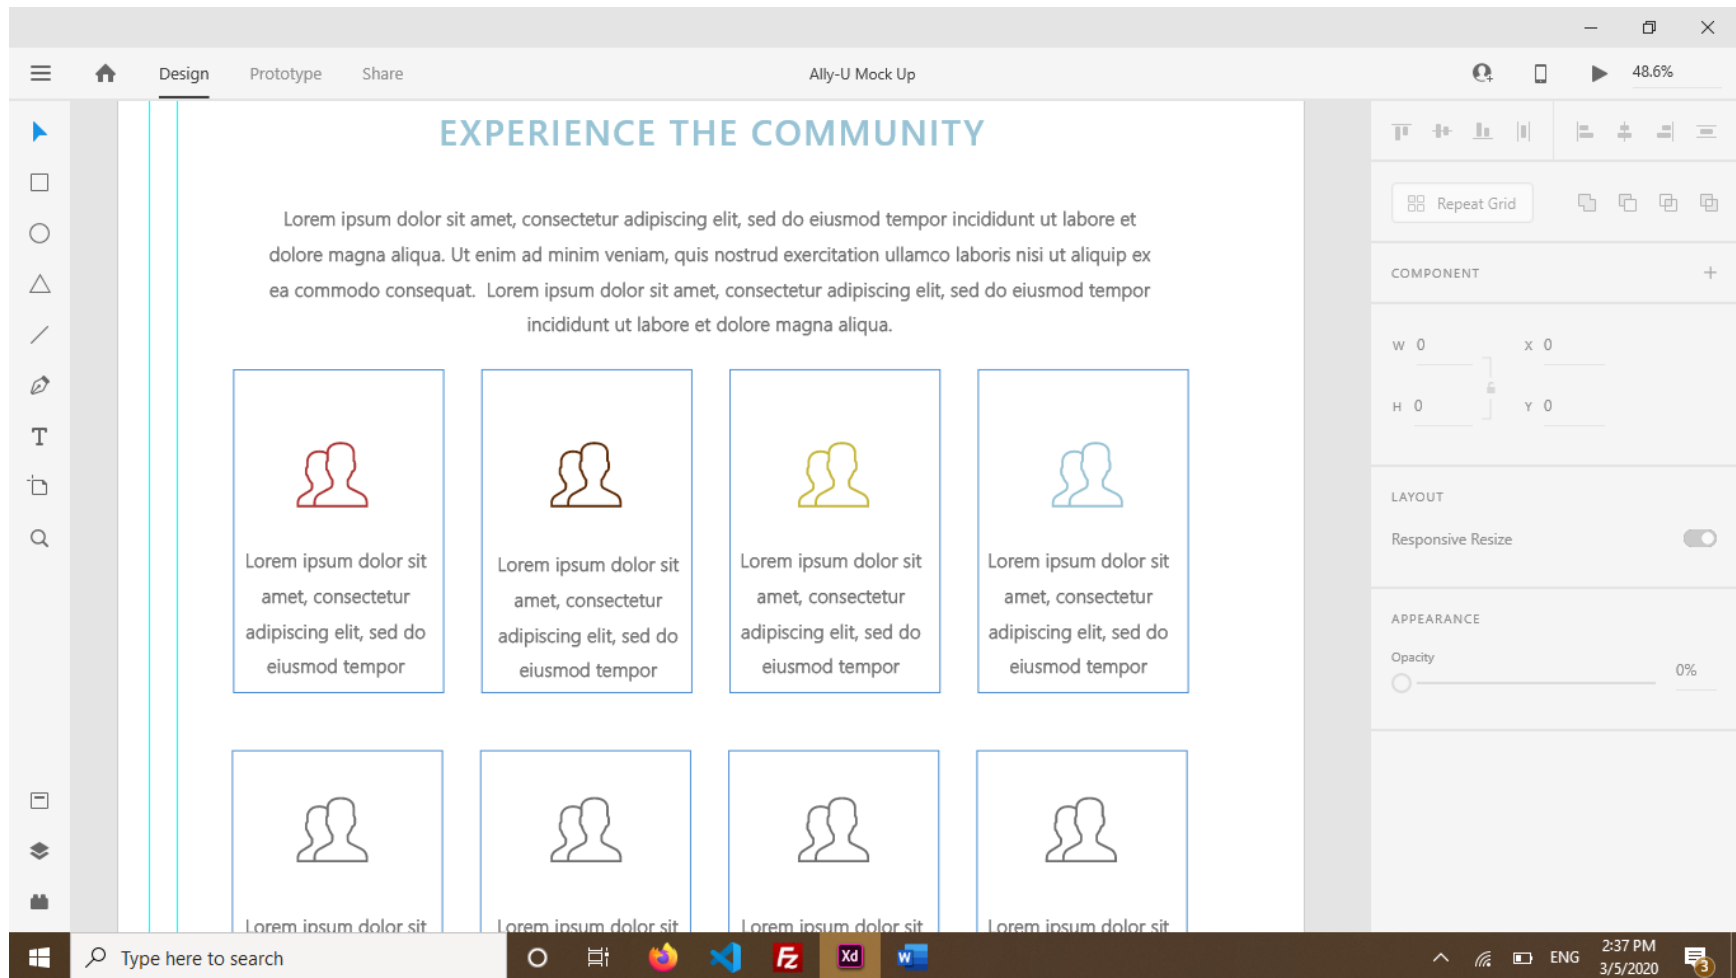 Design Prototype Share Ally-U Mock Up 48.6%
EXPERIENCE THE COMMUNITY
Lorem ipsum dolor sit amet, consectetur adipiscing elit, sed do eiusmod tempor incididunt ut labore et
dolore magna aliqua. Ut enim ad minim veniam, quis nostrud exercitation ullamco laboris nisi ut aliquip ex
ea commodo consequat.  Lorem ipsum dolor sit amet, consectetur adipiscing elit, sed do eiusmod tempor
incididunt ut labore et dolore magna aliqua.
Lorem ipsum dolor sit
amet, consectetur
adipiscing elit, sed do
eiusmod tempor
Lorem ipsum dolor sit
amet, consectetur
adipiscing elit, sed do
eiusmod tempor
Lorem ipsum dolor sit
amet, consectetur
adipiscing elit, sed do
eiusmod tempor
Lorem ipsum dolor sit
amet, consectetur
adipiscing elit, sed do
eiusmod tempor
Lorem ipsum dolor sit
Lorem ipsum dolor sit
Lorem ipsum dolor sit
Lorem ipsum dolor sit
Repeat Grid
COMPONENT
W 0 X 0
H 0 Y 0
LAYOUT
Responsive Resize
APPEARANCE
Opacity
0%
T
Type here to search
Fz
Xd
W
ENG
2:37 PM
3/5/2020
3